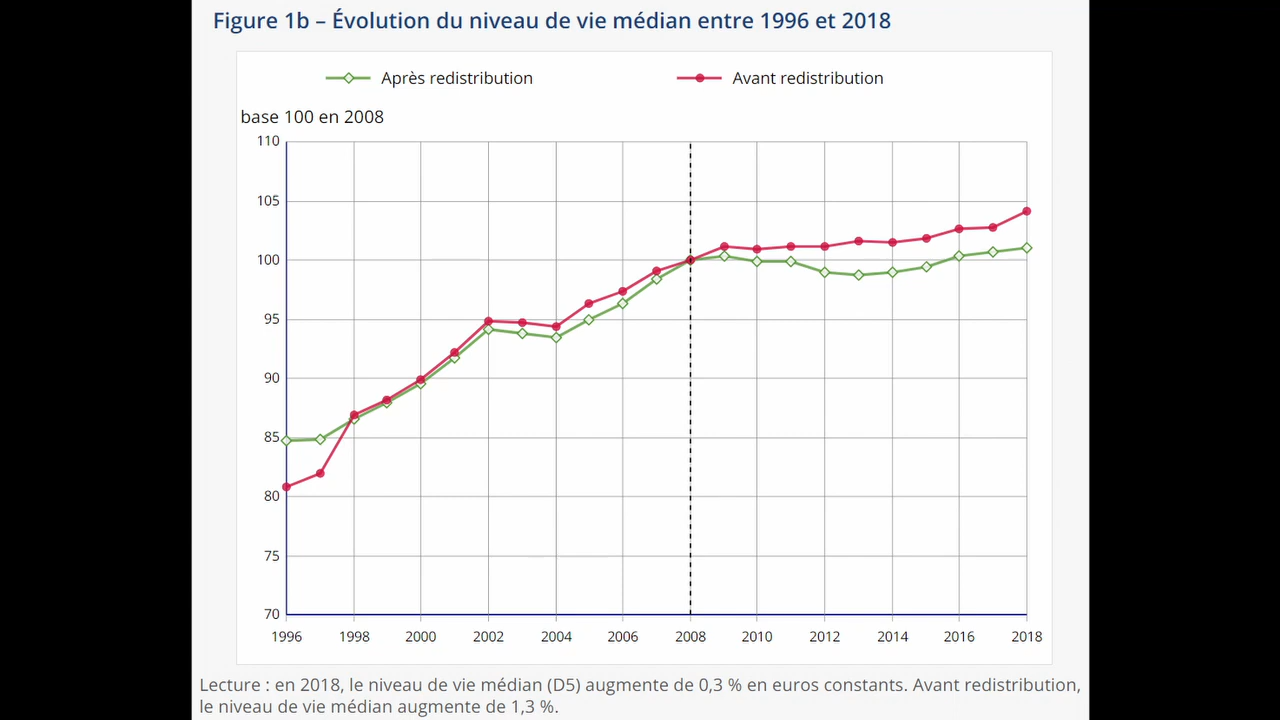 Figure 1b – Évolution du niveau de vie médian entre 1996 et 2018
Après redistribution
Avant redistribution
base 100 en 2008
110
105
100
95
90
85
80
75
70
1996 1998 2000 2002 2004 2006 2008 2010 2012 2014 2016 2018
Lecture : en 2018, le niveau de vie médian (D5) augmente de 0,3 % en euros constants. Avant redistribution,
le niveau de vie médian augmente de 1,3 %.